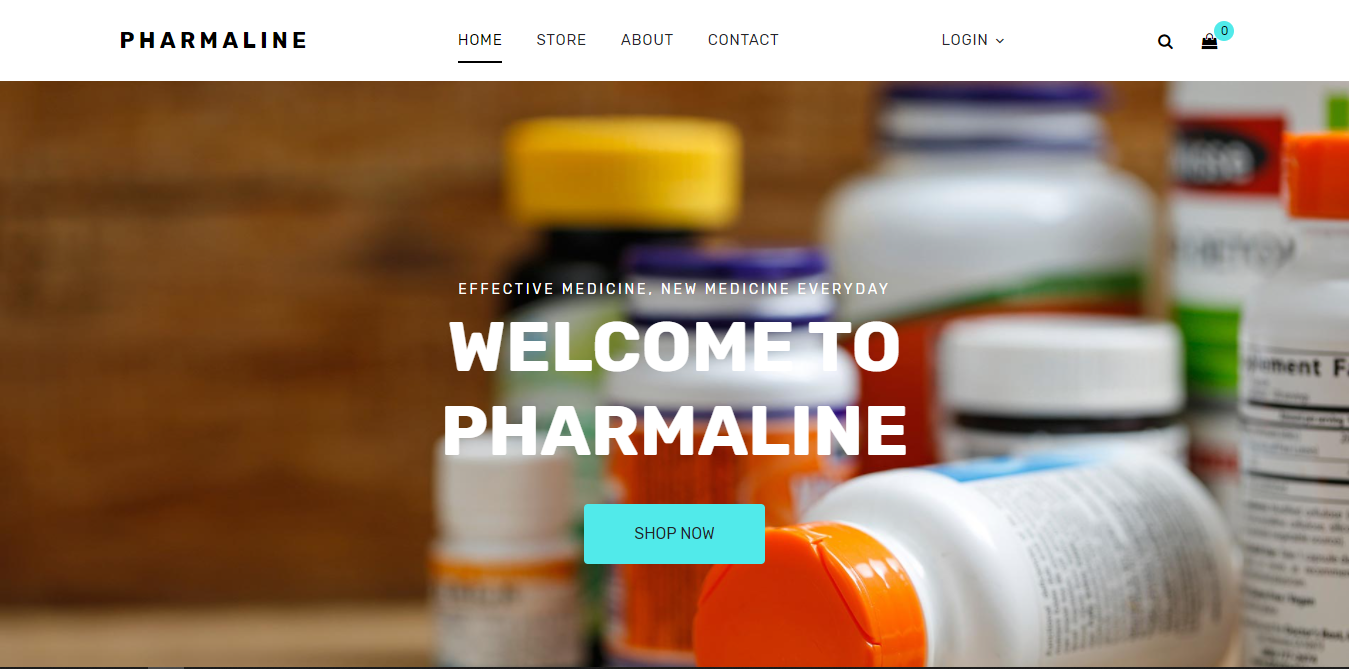 PHARMALINE
HOME
STORE
ABOUT
CONTACT
LOGIN
0
EFFECTIVE MEDICINE, NEW MEDICINE EVERYDAY
WELCOME TO
PHARMALINE
SHOP NOW